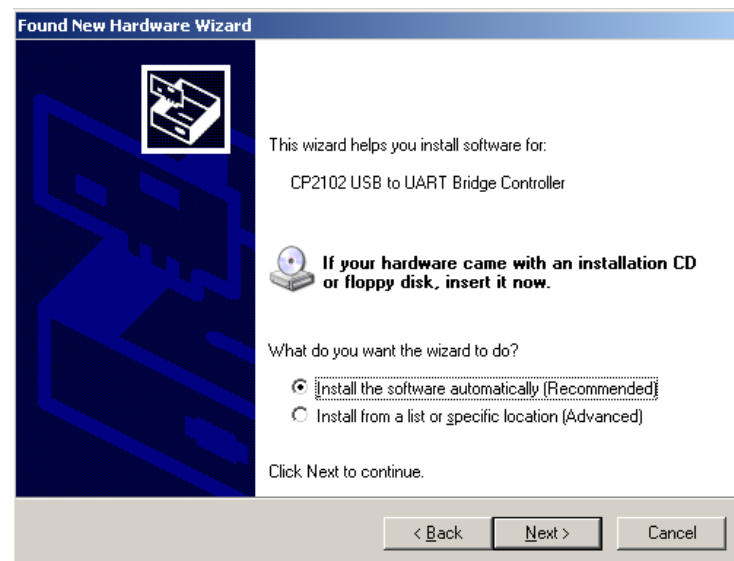 Found New Hardware Wizard
This wizard helps you install software for:
CP2102 USB to UART Bridge Controller
If your hardware came with an installation CD
or floppy disk, insert it now.
What do you want the wizard to do?
Install the software automatically (Recommended)
Install from a list or specific location (Advanced)
Click Next to continue.
< Back Next > Cancel